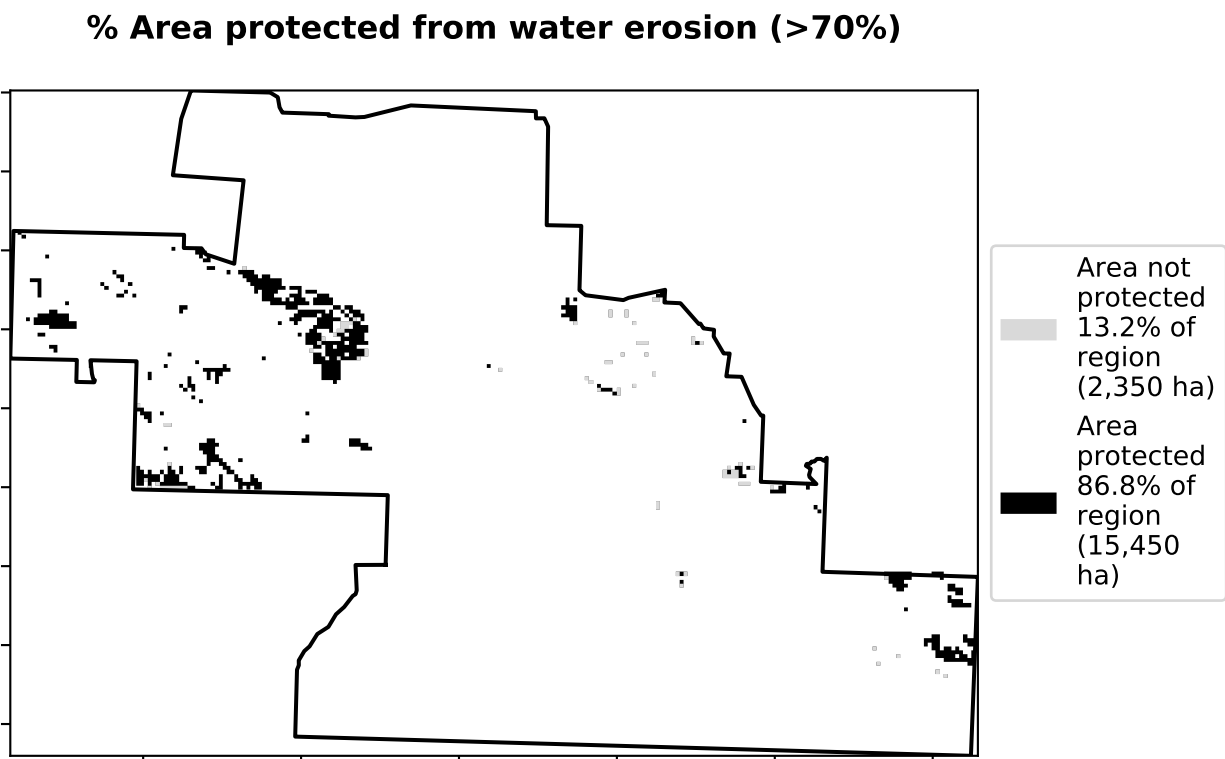 % Area protected from water erosion (>70%)
Area not
protected
13.2% of
region
(2,350 ha)
Area
protected
86.8% of
region
(15,450
ha)